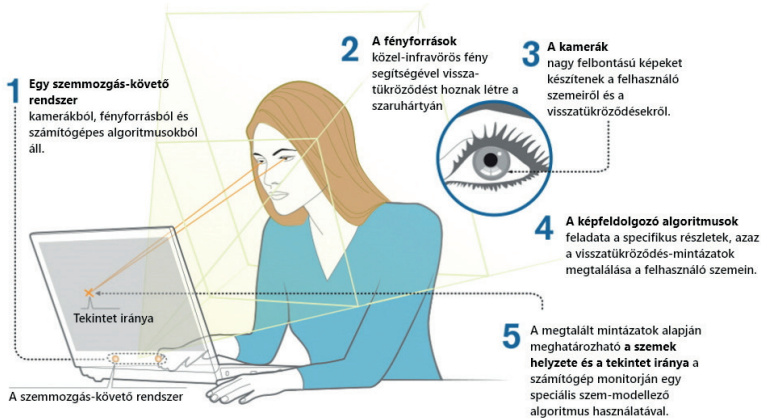 1
Egy szemmozgás-követő
rendszer
kamerákból, fényforrásból és
számítógépes algoritmusokból
áll.
2
A fényforrások
közel-infravörös fény
segítségével vissza-
tükröződést hoznak létre a
szaruhártyán
3
A kamerák
nagy felbontású képeket
készítenek a felhasználó
szemeiről és a
visszatükröződésekről.
4
A képfeldolgozó algoritmusok
feladata a specifikus részletek, azaz
a visszatükröződés-mintázatok
megtalálása a felhasználó szemein.
5
A megtalált mintázatok alapján
meghatározható a szemek
helyzete és a tekintet iránya a
számítógép monitorján egy
speciális szem-modellező
algoritmus használatával.
Tekintet iránya
A szemmozgás-követő rendszer